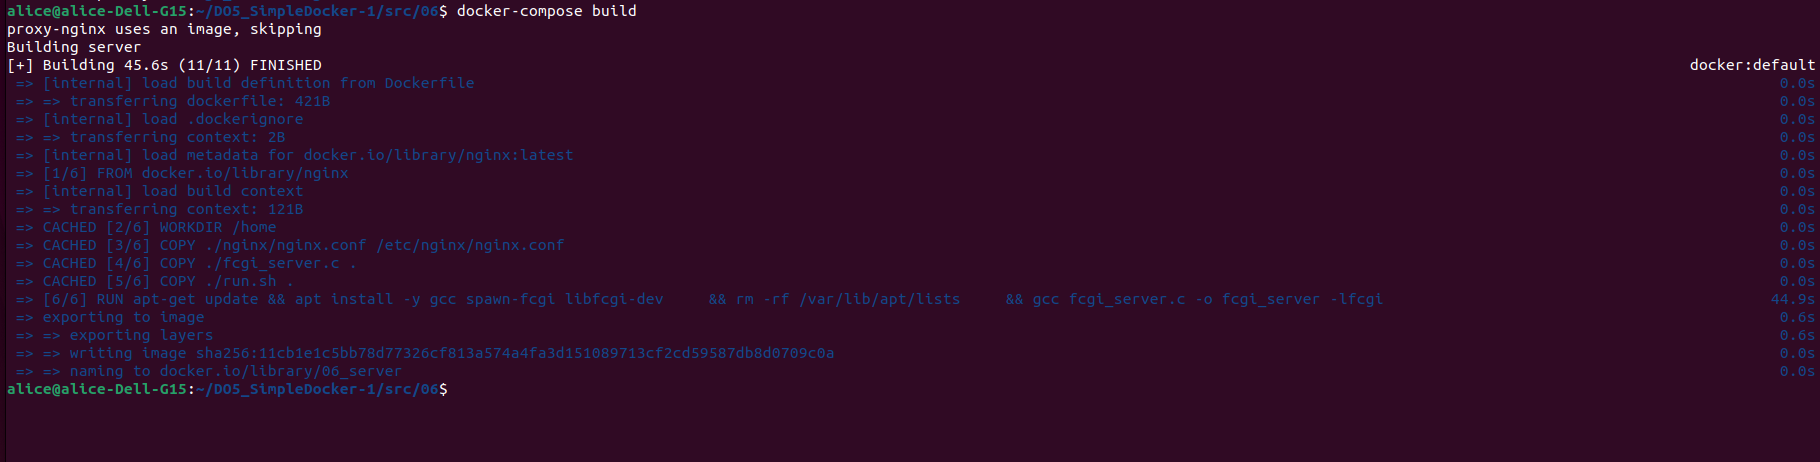 alice@alice-Dell-G15:~/DO5_SimpleDocker-1/src/06$ docker-compose build
proxy-nginx uses an image, skipping
Building server
[+] Building 45.6s (11/11) FINISHED docker:default
=> [internal] load build definition from Dockerfile 0.0s
=> => transferring dockerfile: 421B 0.0s
=> [internal] load .dockerignore 0.0s
=> => transferring context: 2B 0.0s
=> [internal] load metadata for docker.io/library/nginx:latest 0.0s
=> [1/6] FROM docker.io/library/nginx 0.0s
=> [internal] load build context 0.0s
=> => transferring context: 121B 0.0s
=> CACHED [2/6] WORKDIR /home 0.0s
=> CACHED [3/6] COPY ./nginx/nginx.conf /etc/nginx/nginx.conf 0.0s
=> CACHED [4/6] COPY ./fcgi_server.c . 0.0s
=> CACHED [5/6] COPY ./run.sh . 0.0s
=> [6/6] RUN apt-get update && apt install -y gcc spawn-fcgi libfcgi-dev     && rm -rf /var/lib/apt/lists     && gcc fcgi_server.c -o fcgi_server -lfcgi 44.9s
=> exporting to image 0.6s
=> => exporting layers 0.6s
=> => writing image sha256:11cb1e1c5bb78d77326cf813a574a4fa3d151089713cf2cd59587db8d0709c0a 0.0s
=> => naming to docker.io/library/06_server 0.0s
alice@alice-Dell-G15:~/DO5_SimpleDocker-1/src/06$